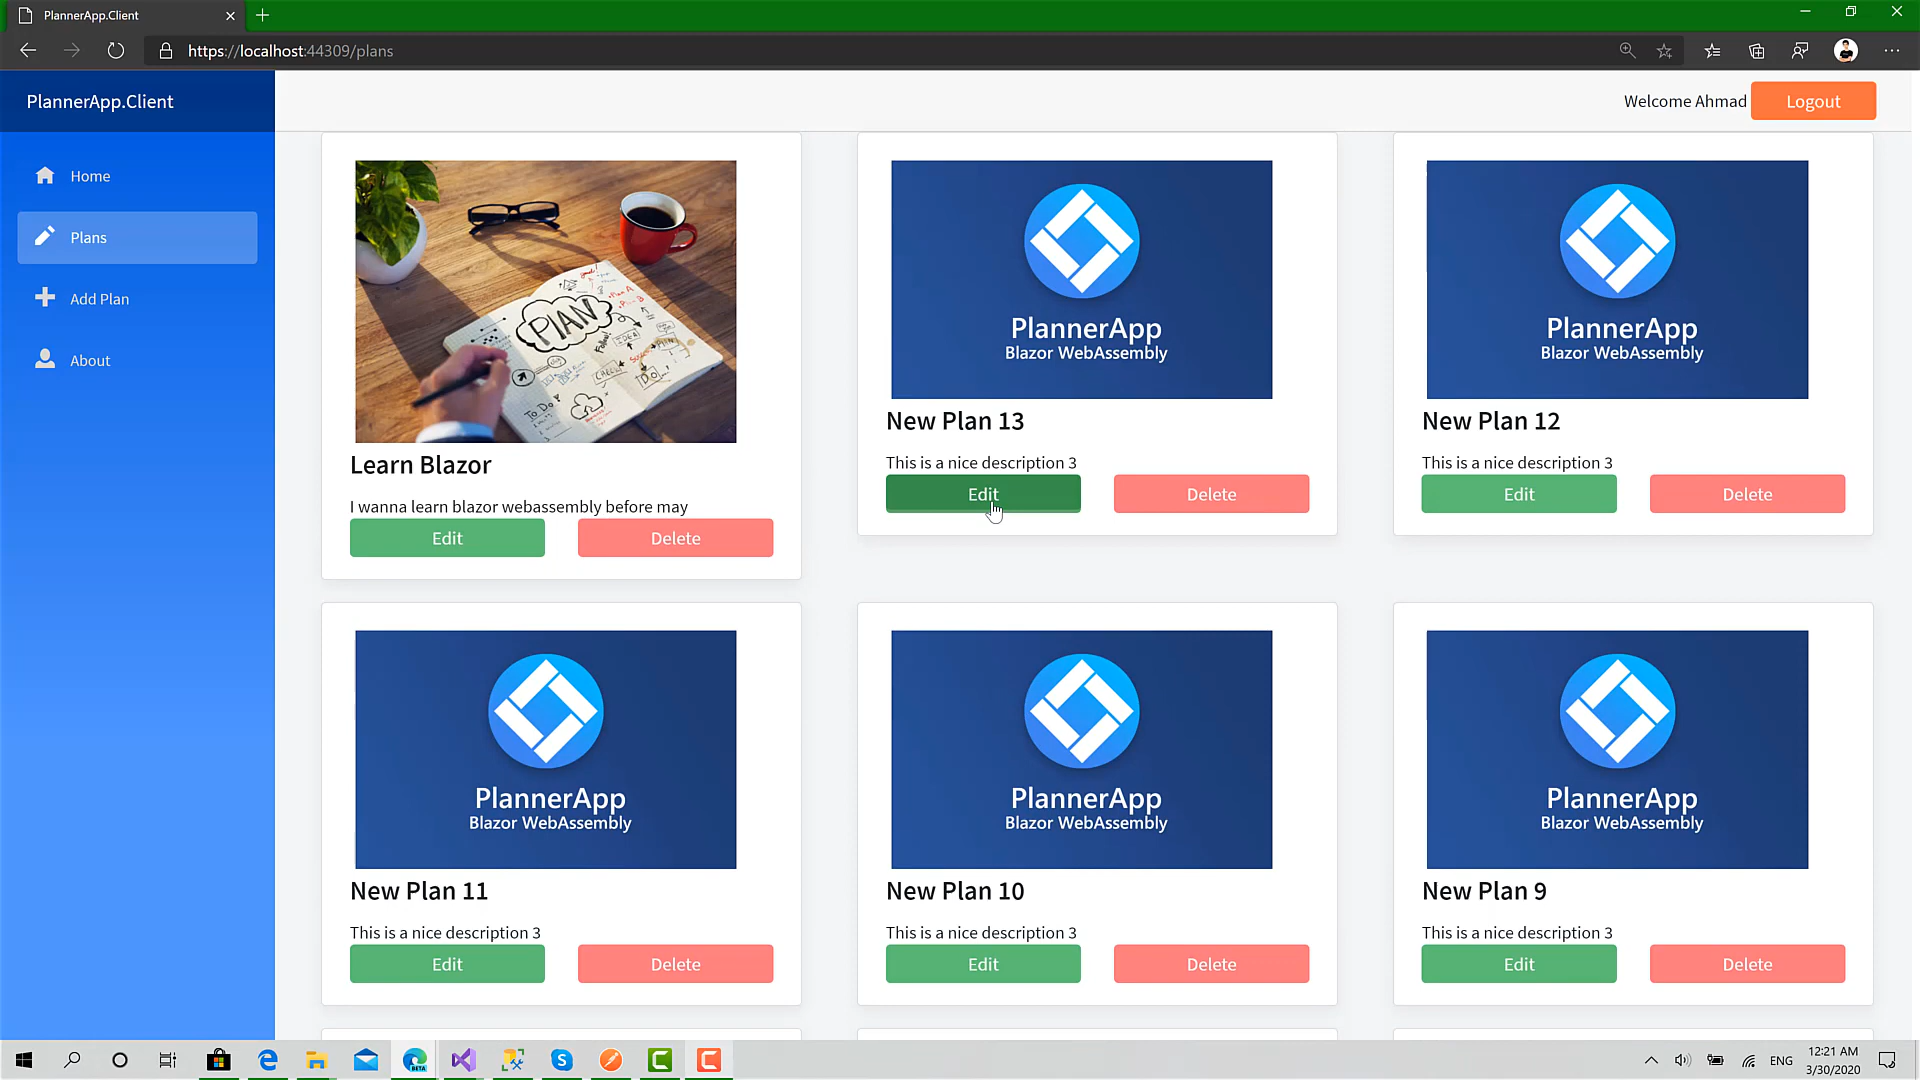 PlannerApp.Client
https://localhost:44309/plans
PlannerApp.Client
Welcome Ahmad
Logout
Home
Plans
Add Plan
About
PLAN
To Do
Learn Blazor
I wanna learn blazor webassembly before may
Edit
Delete
PlannerApp
Blazor WebAssembly
New Plan 13
This is a nice description 3
Edit
Delete
PlannerApp
Blazor WebAssembly
New Plan 12
This is a nice description 3
Edit
Delete
PlannerApp
Blazor WebAssembly
New Plan 11
This is a nice description 3
Edit
Delete
PlannerApp
Blazor WebAssembly
New Plan 10
This is a nice description 3
Edit
Delete
PlannerApp
Blazor WebAssembly
New Plan 9
This is a nice description 3
Edit
Delete
BETA
ENG
12:21 AM
3/30/2020